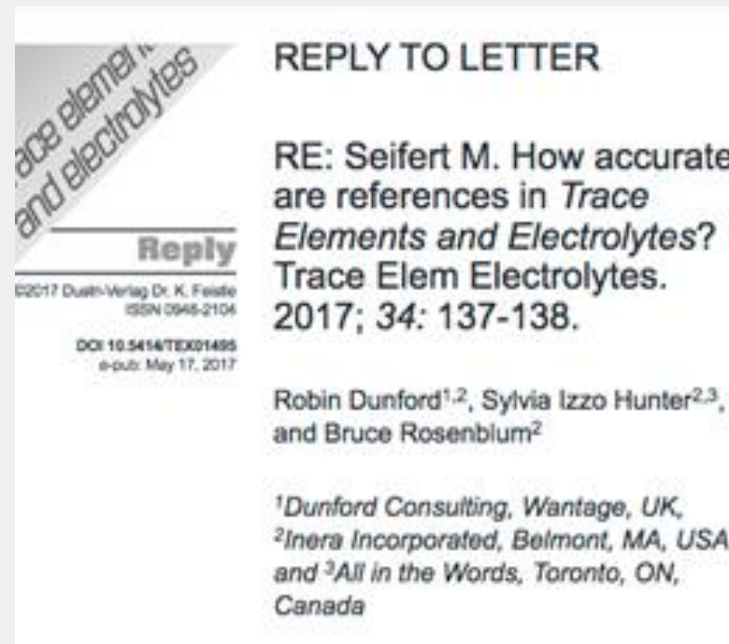 race elements
and electrolytes
Reply
©2017 Dustri-Verlag Dr. K. Feistle
ISSN 0946-2104
DOI 10.5414/TEX01495
e-pub: May 17, 2017
REPLY TO LETTER
RE: Seifert M. How accurate
are references in Trace
Elements and Electrolytes?
Trace Elem Electrolytes.
2017; 34: 137-138.
Robin Dunford1,2, Sylvia Izzo Hunter2,3,
and Bruce Rosenblum2
1Dunford Consulting, Wantage, UK,
2Inera Incorporated, Belmont, MA, USA
and 3All in the Words, Toronto, ON,
Canada